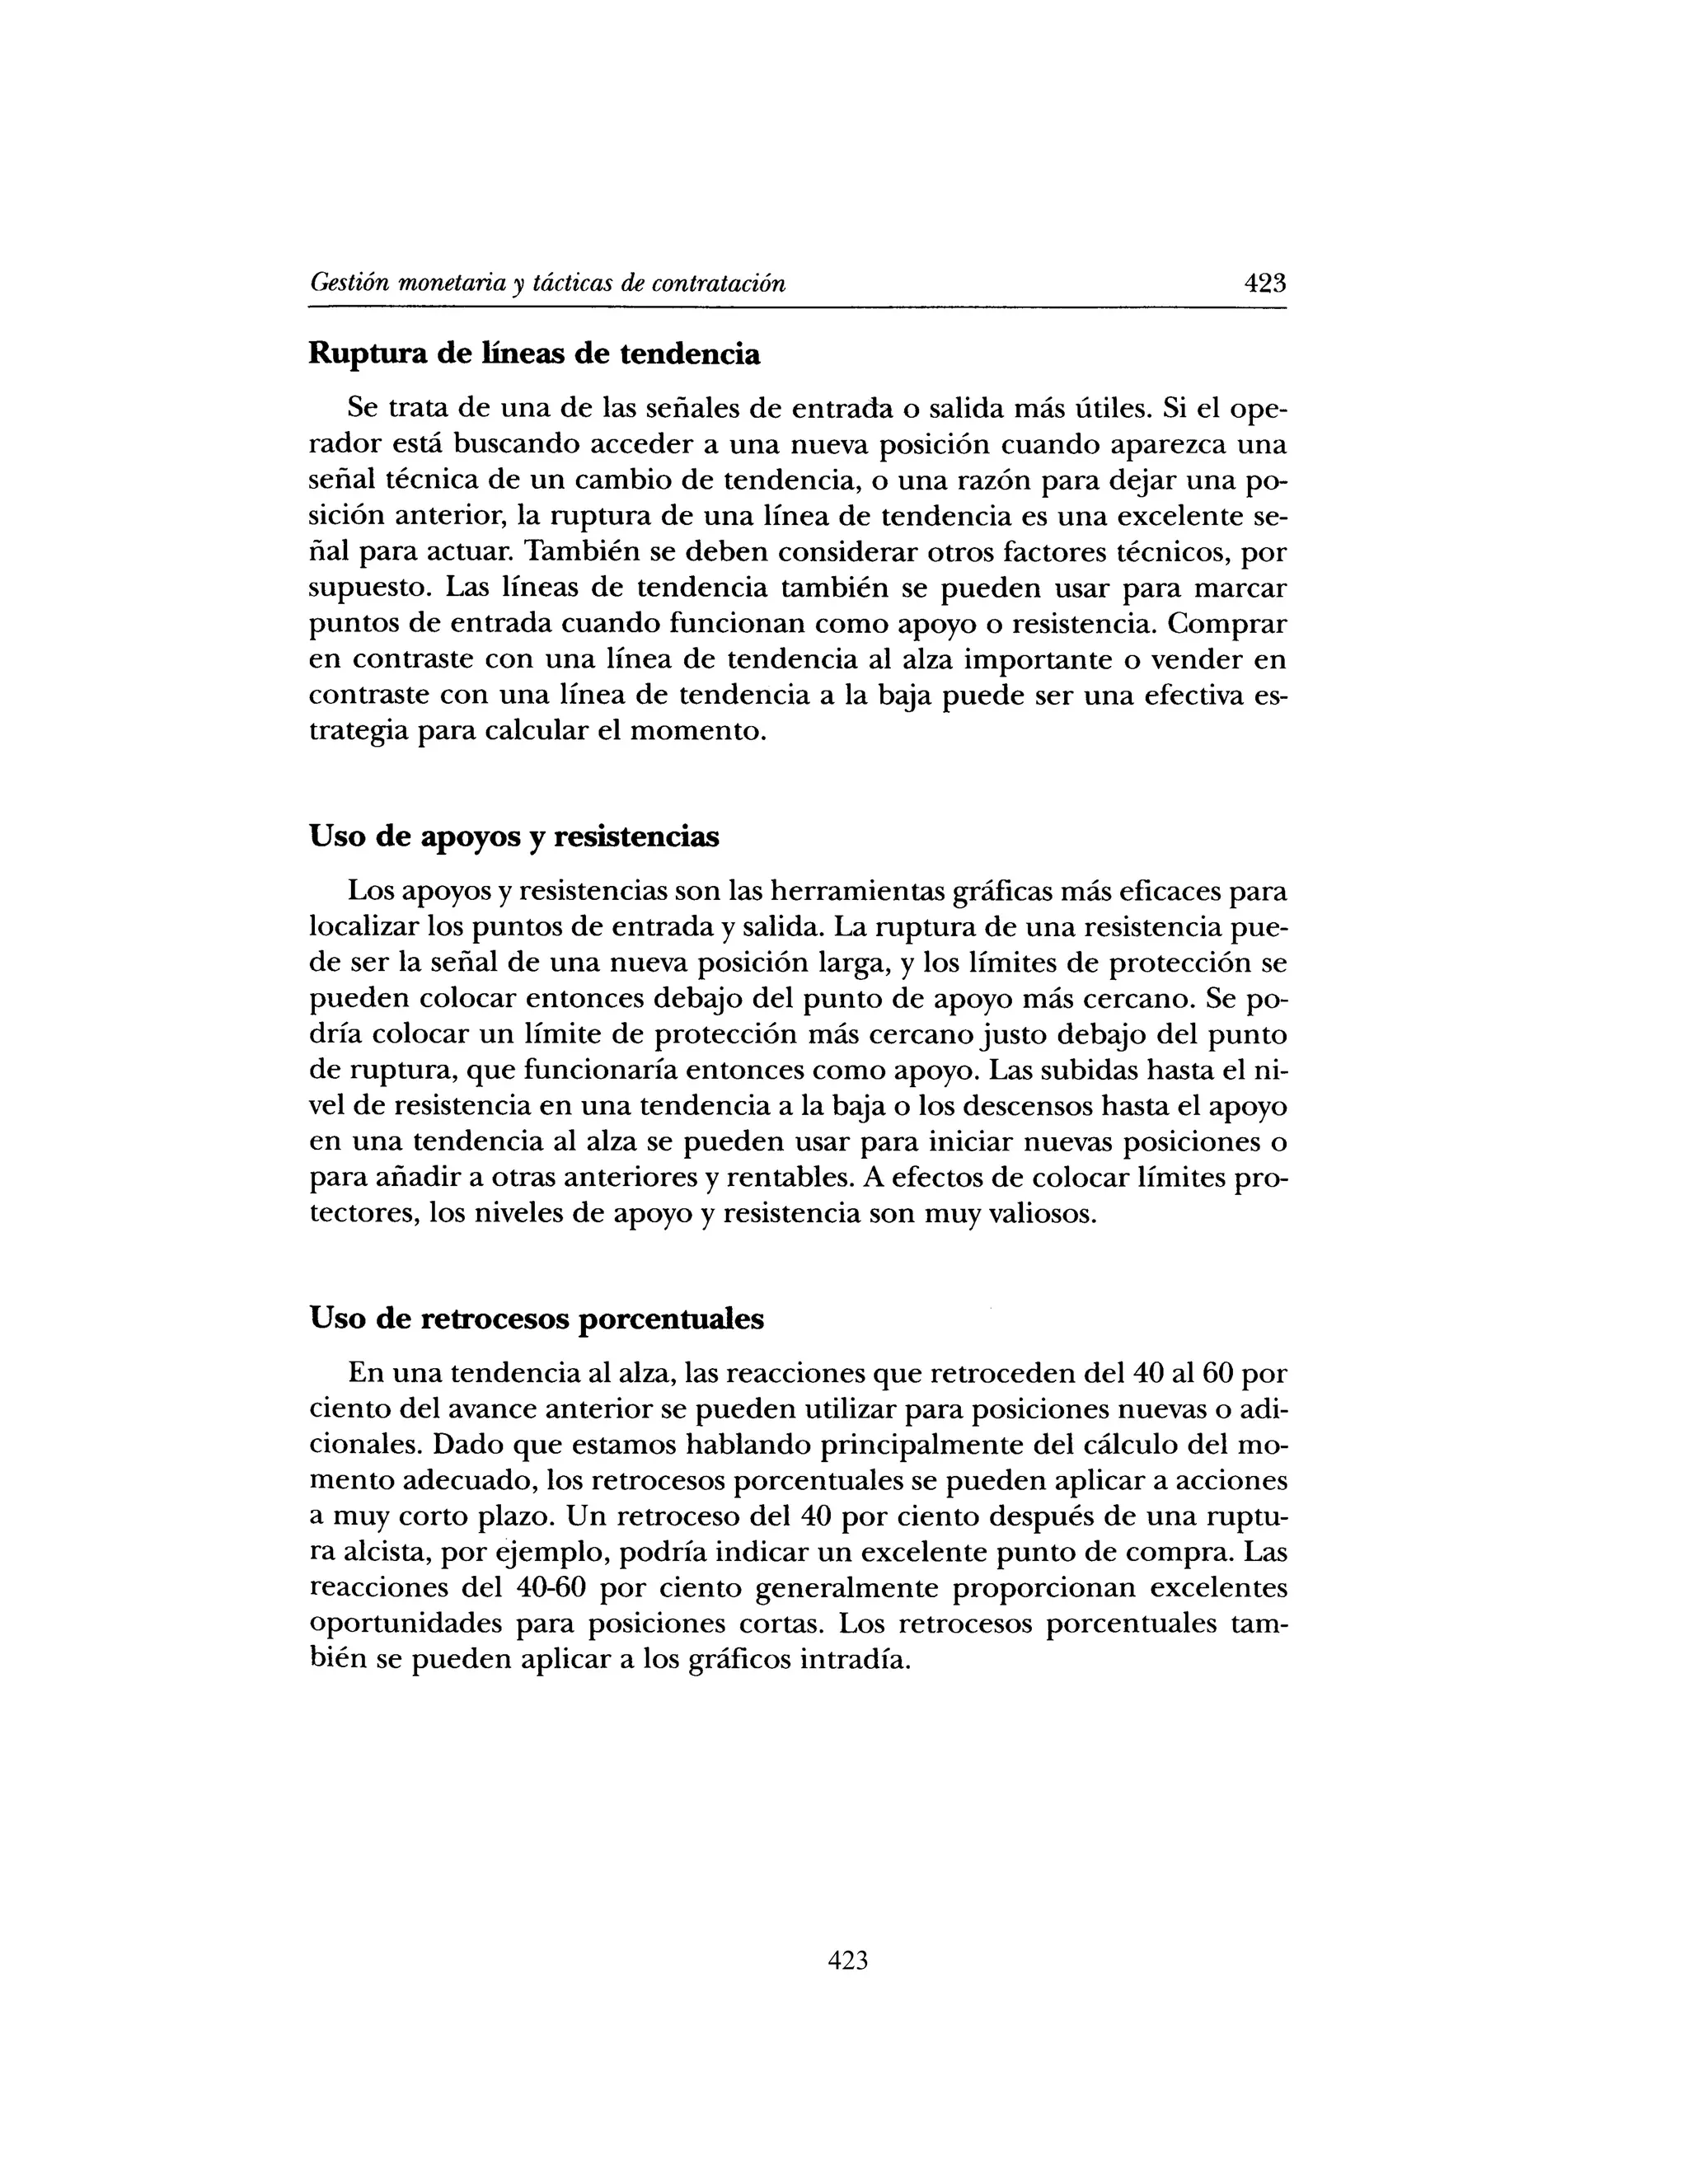 Gestión monetaria y tácticas de contratación 423
Ruptura de líneas de tendencia
Se trata de una de las señales de entrada o salida más útiles. Si el ope-
rador está buscando acceder a una nueva posición cuando aparezca una
señal técnica de un cambio de tendencia, o una razón para dejar una po-
sición anterior, la ruptura de una línea de tendencia es una excelente se-
ñal para actuar. También se deben considerar otros factores técnicos, por
supuesto. Las líneas de tendencia también se pueden usar para marcar
puntos de entrada cuando funcionan como apoyo o resistencia. Comprar
en contraste con una línea de tendencia al alza importante o vender en
contraste con una línea de tendencia a la baja puede ser una efectiva es-
trategia para calcular el momento.
Uso de apoyos y resistencias
Los apoyos y resistencias son las herramientas gráficas más eficaces para
localizar los puntos de entrada y salida. La ruptura de una resistencia pue-
de ser la señal de una nueva posición larga, y los límites de protección se
pueden colocar entonces debajo del punto de apoyo más cercano. Se po-
dría colocar un límite de protección más cercano justo debajo del punto
de ruptura, que funcionaría entonces como apoyo. Las subidas hasta el ni-
vel de resistencia en una tendencia a la baja o los descensos hasta el apoyo
en una tendencia al alza se pueden usar para iniciar nuevas posiciones o
para añadir a otras anteriores y rentables. A efectos de colocar límites pro-
tectores, los niveles de apoyo y resistencia son muy valiosos.
Uso de retrocesos porcentuales
En una tendencia al alza, las reacciones que retroceden del 40 al 60 por
ciento del avance anterior se pueden utilizar para posiciones nuevas o adi-
cionales. Dado que estamos hablando principalmente del cálculo del mo-
mento adecuado, los retrocesos porcentuales se pueden aplicar a acciones
a muy corto plazo. Un retroceso del 40 por ciento después de una ruptu-
ra alcista, por ejemplo, podría indicar un excelente punto de compra. Las
reacciones del 40-60 por ciento generalmente proporcionan excelentes
oportunidades para posiciones cortas. Los retrocesos porcentuales tam-
bién se pueden aplicar a los gráficos intradía.
423